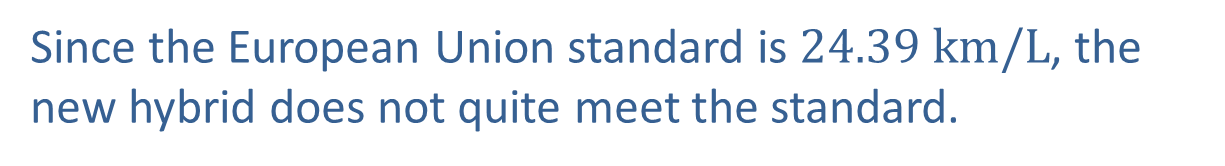 Since the European Union standard is 24.39 km/L, the
new hybrid does not quite meet the standard.